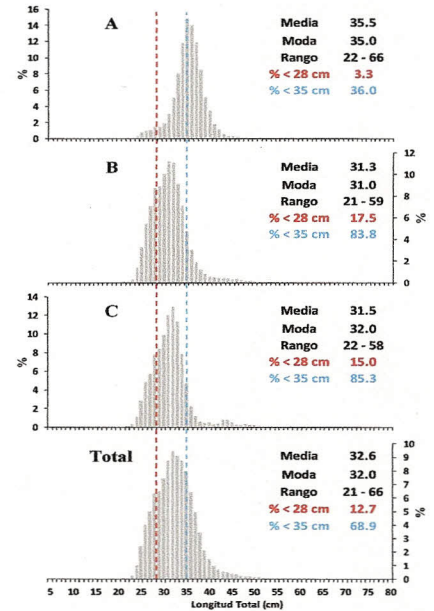 16
14
12
10
8
6
4
2
0
%
A
Media 35.5
Moda 35.0
Rango 22 - 66
% < 28 cm 3.3
% < 35 cm 36.0
12
10
8
6
4
2
0
%
B
Media 31.3
Moda 31.0
Rango 21 - 59
% < 28 cm 17.5
% < 35 cm 83.8
14
12
10
8
6
4
2
0
%
C
Media 31.5
Moda 32.0
Rango 22 - 58
% < 28 cm 15.0
% < 35 cm 85.3
10
9
8
7
6
5
4
3
2
1
0
%
Total
Media 32.6
Moda 32.0
Rango 21 - 66
% < 28 cm 12.7
% < 35 cm 68.9
5 10 15 20 25 30 35 40 45 50 55 60 65 70 75 80
Longitud Total (cm)